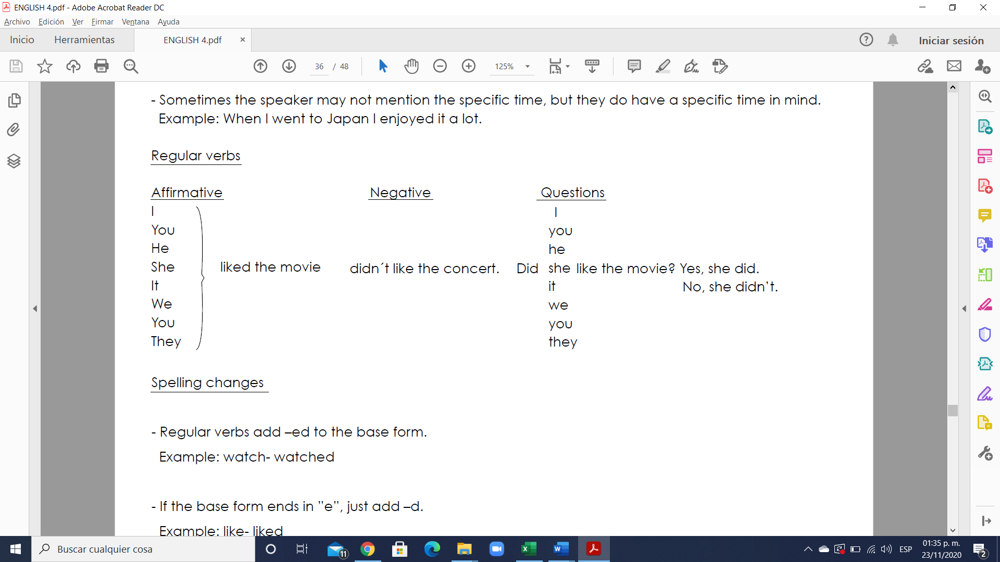 ENGLISH 4.pdf - Adobe Acrobat Reader DC
Archivo Edición Ver Firmar Ventana Ayuda
Inicio Herramientas ENGLISH 4.pdf × Iniciar sesión
36 / 48 125%
- Sometimes the speaker may not mention the specific time, but they do have a specific time in mind.
Example: When I went to Japan I enjoyed it a lot.
Regular verbs
Affirmative Negative Questions
I I
You you
He he
She liked the movie didn´t like the concert. Did she like the movie? Yes, she did.
It it No, she didn’t.
We we
You you
They they
Spelling changes
- Regular verbs add –ed to the base form.
Example: watch- watched
- If the base form ends in ”e”, just add –d.
Example: like- liked
Buscar cualquier cosa 11 ESP 01:35 p. m.
23/11/2020 2